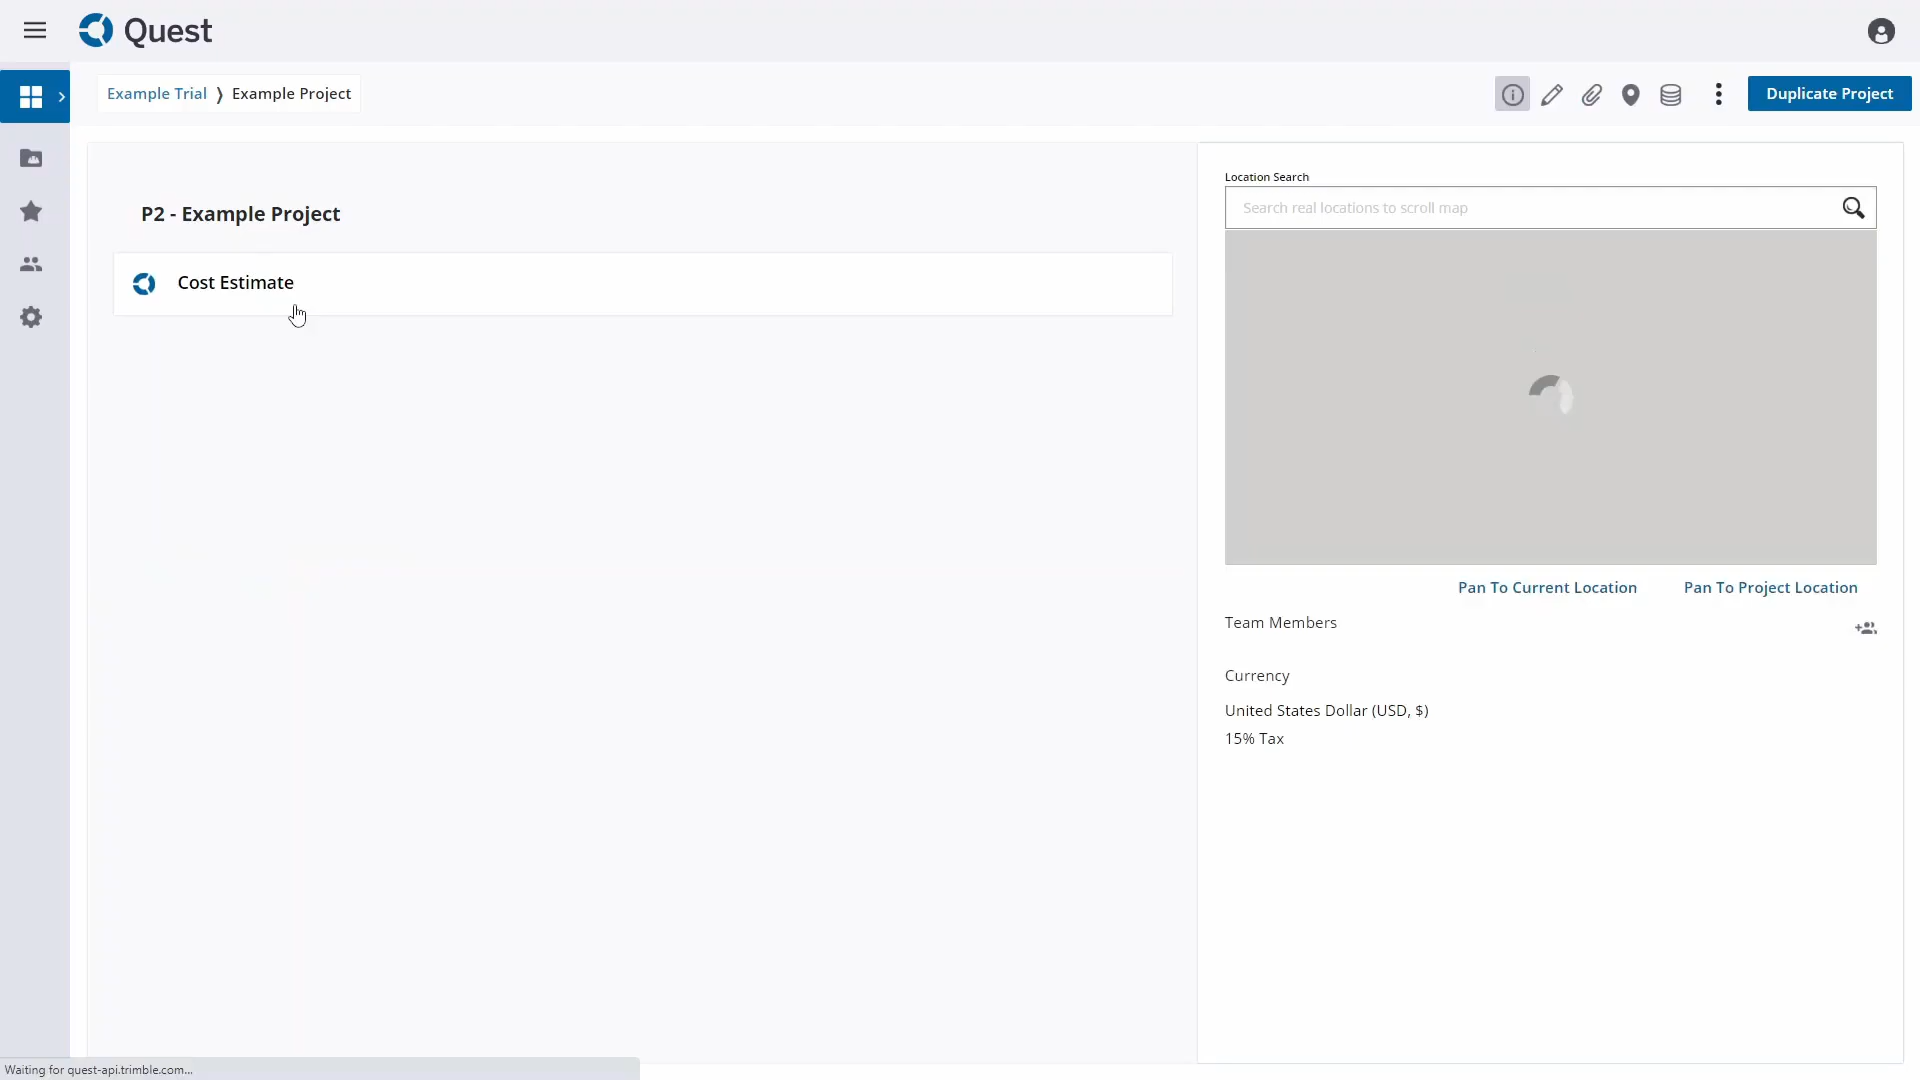 Quest
Example Trial ❯ Example Project
Duplicate Project
P2 - Example Project
Cost Estimate
Location Search
Search real locations to scroll map
Pan To Current Location
Pan To Project Location
Team Members
Currency
United States Dollar (USD, $)
15% Tax
Waiting for quest-api.trimble.com...